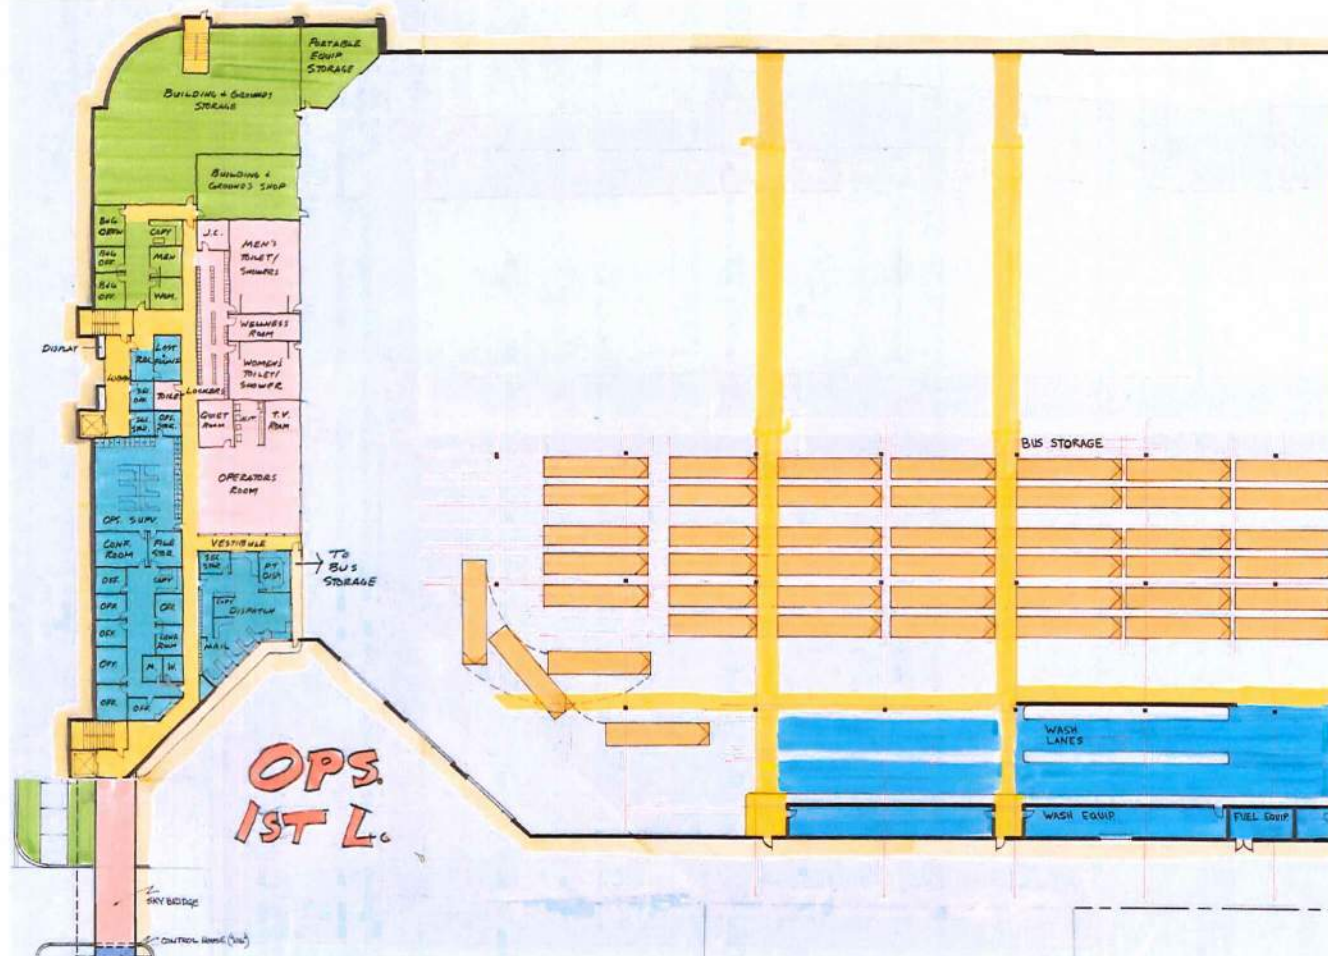 PORTABLE
EQUIP
STORAGE
BUILDING & GROUNDS
STORAGE
BUILDING &
GROUNDS SHOP
COPY
MEN
WOM.
B&G
OFF.
B&G
OFF.
J.C.
MEN'S
TOILET/
SHOWERS
WELLNESS
ROOM
WOMEN'S
TOILET/
SHOWER
LOCKERS
DISPLAY
LOST
FOUND
LOBBY
TOILET
QUIET
ROOM
T.V.
ROOM
OPERATORS
ROOM
OPS. SUPV.
CONF.
ROOM
FILE
STOR.
VESTIBULE
TO
BUS
STORAGE
OFF.
COPY
OFF.
OFF.
OFF.
OFF.
M.
W.
OFF.
OFF.
DISPATCH
COPY
MAIL
BUS STORAGE
WASH
LANES
WASH EQUIP.
FUEL EQUIP.
OPS.
1ST L
SKY BRIDGE